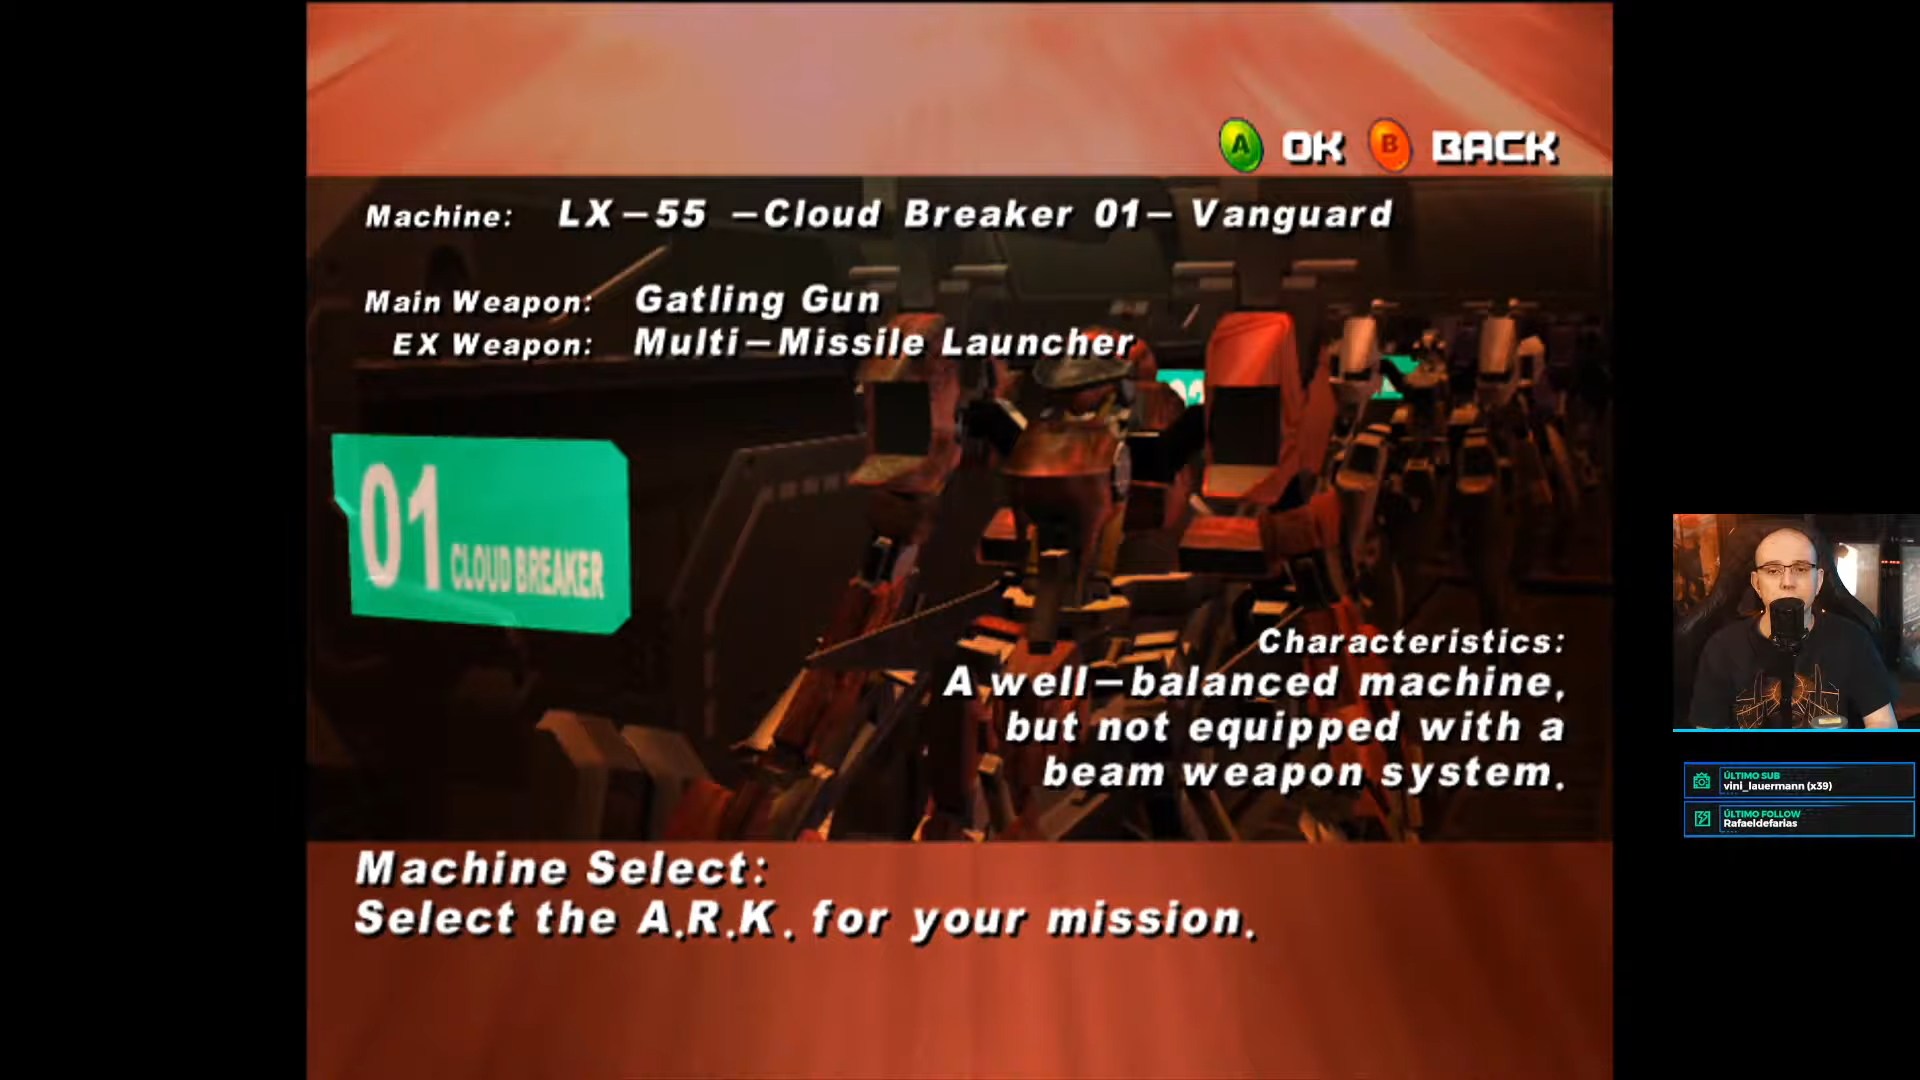 A OK B BACK
Machine: LX-55 -Cloud Breaker 01- Vanguard
Main Weapon: Gatling Gun
EX Weapon: Multi-Missile Launcher
01 CLOUD BREAKER
Characteristics:
A well-balanced machine,
but not equipped with a
beam weapon system.
Machine Select:
Select the A.R.K. for your mission.
ÚLTIMO SUB
vini_lauermann (x39)
ÚLTIMO FOLLOW
Rafaeldefarias